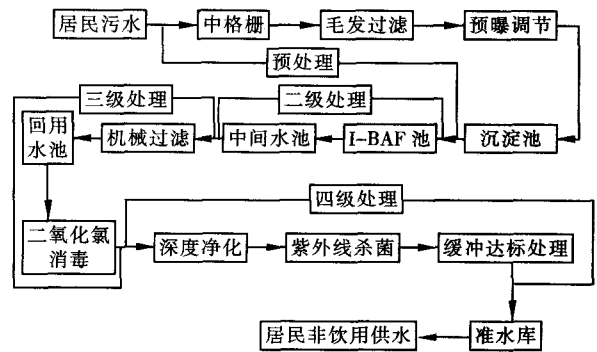 居民污水
中格栅
毛发过滤
预曝调节
预处理
三级处理
二级处理
回用
水池
机械过滤
中间水池
I-BAF 池
沉淀池
四级处理
二氧化氯
消毒
深度净化
紫外线杀菌
缓冲达标处理
居民非饮用供水
准水库